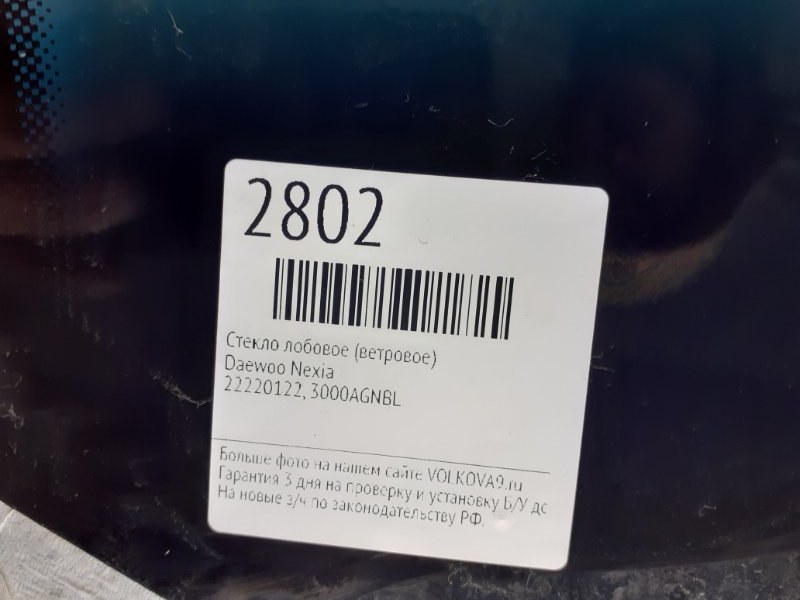 2802
Стекло лобовое (ветровое)
Daewoo Nexia
22220122, 3000AGNBL
Больше фото на нашем сайте VOLKOVA9.ru
Гарантия 3 дня на проверку и установку Б/У дс
На новые з/ч по законодательству РФ.